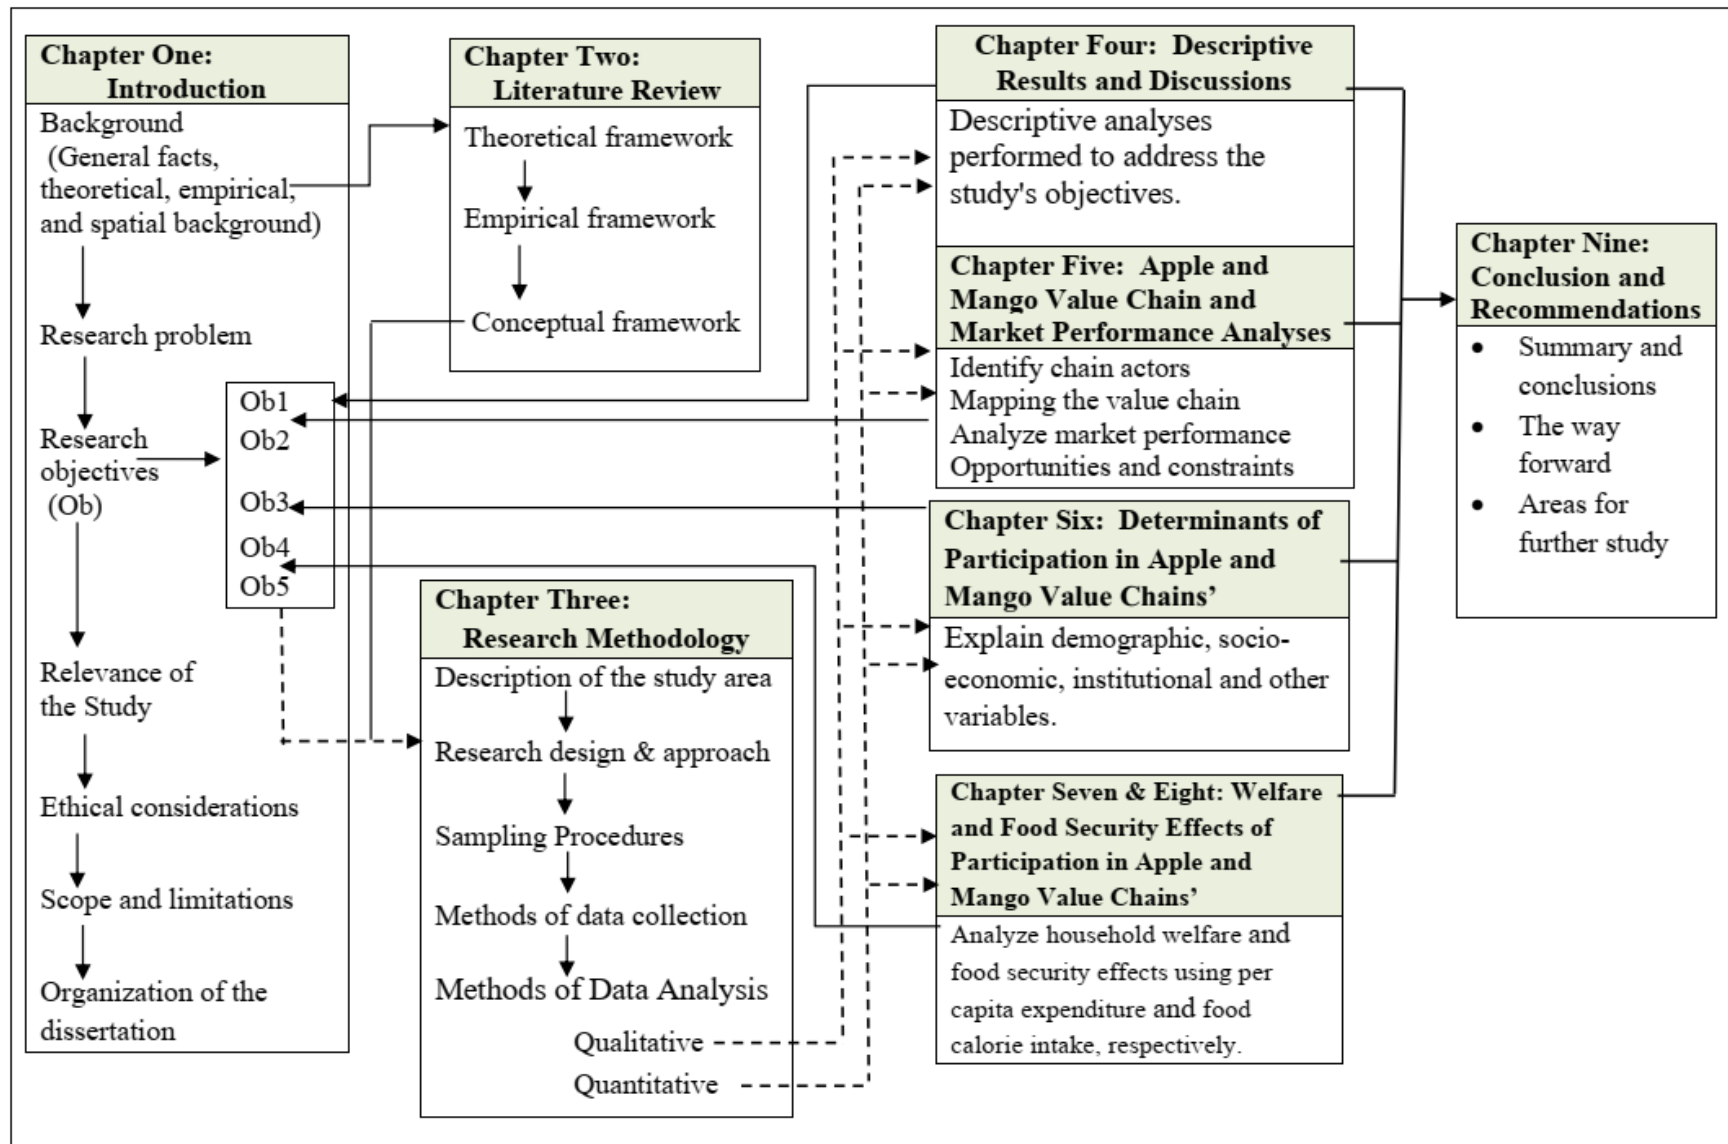 Chapter One:
Introduction
Background
(General facts,
theoretical, empirical,
and spatial background)
Research problem
Research
objectives
(Ob)
Relevance of
the Study
Ethical considerations
Scope and limitations
Organization of the
dissertation
Ob1
Ob2
Ob3
Ob4
Ob5
Chapter Two:
Literature Review
Theoretical framework
Empirical framework
Conceptual framework
Chapter Three:
Research Methodology
Description of the study area
Research design & approach
Sampling Procedures
Methods of data collection
Methods of Data Analysis
Qualitative
Quantitative
Chapter Four: Descriptive
Results and Discussions
Descriptive analyses
performed to address the
study's objectives.
Chapter Five: Apple and
Mango Value Chain and
Market Performance Analyses
Identify chain actors
Mapping the value chain
Analyze market performance
Opportunities and constraints
Chapter Six: Determinants of
Participation in Apple and
Mango Value Chains’
Explain demographic, socio-
economic, institutional and other
variables.
Chapter Seven & Eight: Welfare
and Food Security Effects of
Participation in Apple and
Mango Value Chains’
Analyze household welfare and
food security effects using per
capita expenditure and food
calorie intake, respectively.
Chapter Nine:
Conclusion and
Recommendations
• Summary and
conclusions
• The way
forward
• Areas for
further study